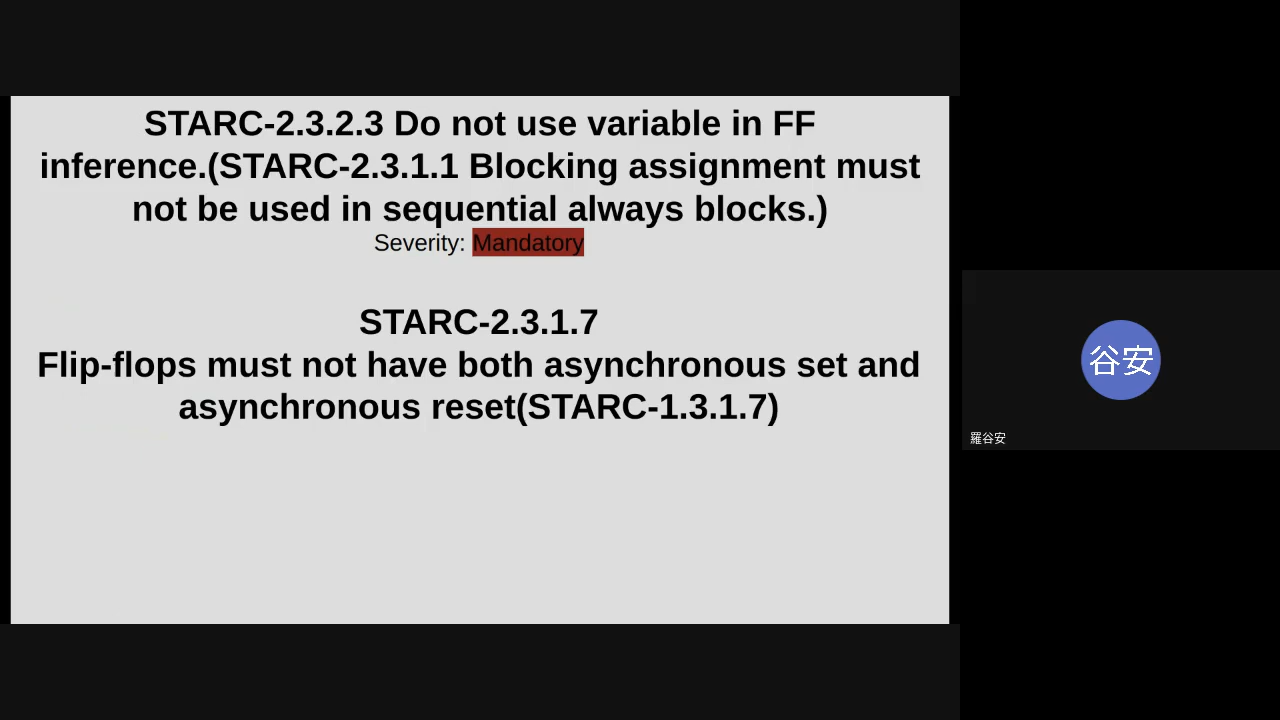 STARC-2.3.2.3 Do not use variable in FF
inference.(STARC-2.3.1.1 Blocking assignment must
not be used in sequential always blocks.)
Severity: Mandatory
STARC-2.3.1.7
Flip-flops must not have both asynchronous set and
asynchronous reset(STARC-1.3.1.7)
谷安
羅谷安